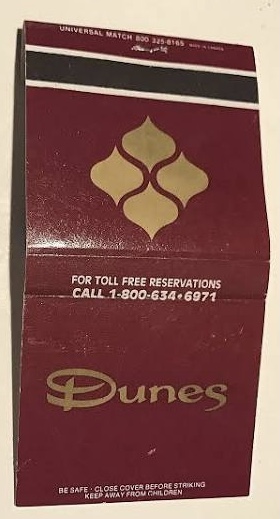 UNIVERSAL MATCH 800 325-8165 MADE IN CANADA
FOR TOLL FREE RESERVATIONS
CALL 1-800-634-6971
Dunes
BE SAFE · CLOSE COVER BEFORE STRIKING
KEEP AWAY FROM CHILDREN